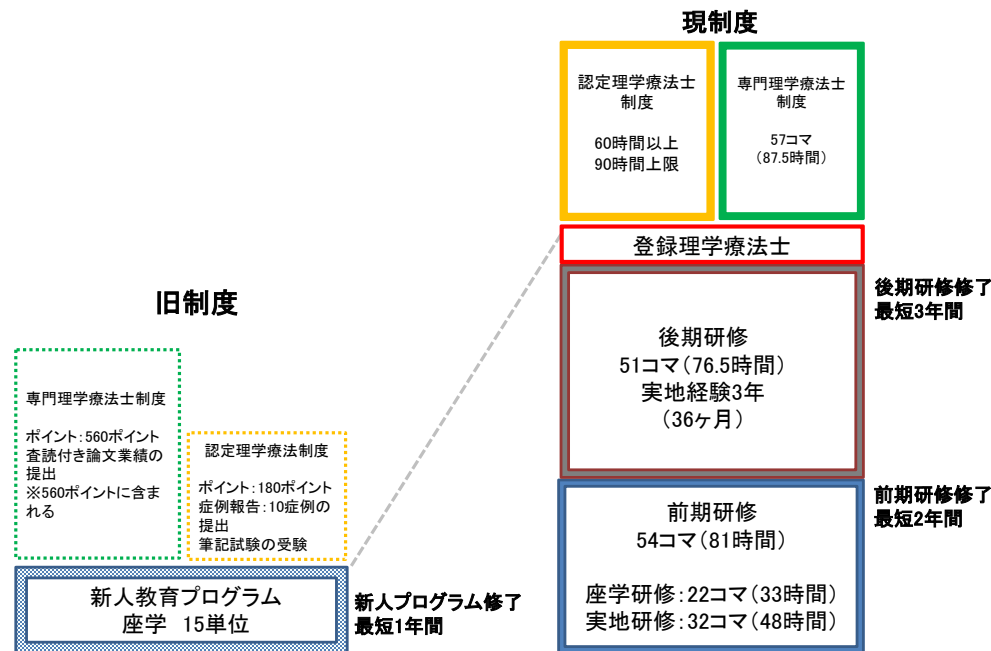 旧制度
専門理学療法士制度
ポイント：560ポイント
査読付き論文業績の
提出
※560ポイントに含ま
れる
認定理学療法制度
ポイント：180ポイント
症例報告：10症例の
提出
筆記試験の受験
新人教育プログラム
座学　15単位
新人プログラム修了
最短1年間
現制度
認定理学療法士
制度
60時間以上
90時間上限
専門理学療法士
制度
57コマ
（87.5時間）
登録理学療法士
後期研修
51コマ（76.5時間）
実地経験3年
（36ヶ月）
後期研修修了
最短3年間
前期研修
54コマ（81時間）
座学研修：22コマ（33時間）
実地研修：32コマ（48時間）
前期研修修了
最短2年間